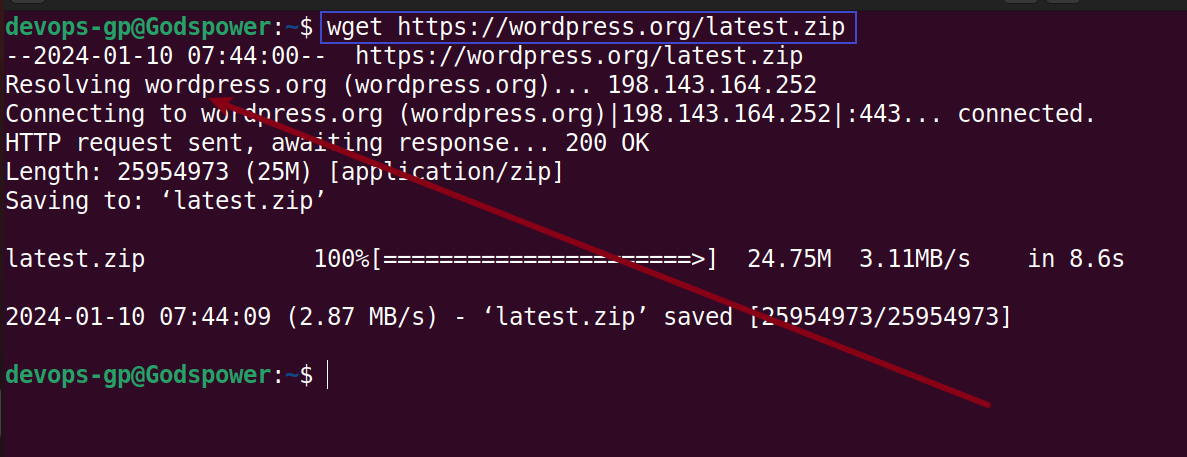 devops-gp@Godspower:~$ wget https://wordpress.org/latest.zip
--2024-01-10 07:44:00--  https://wordpress.org/latest.zip
Resolving wordpress.org (wordpress.org)... 198.143.164.252
Connecting to wordpress.org (wordpress.org)|198.143.164.252|:443... connected.
HTTP request sent, awaiting response... 200 OK
Length: 25954973 (25M) [application/zip]
Saving to: ‘latest.zip’
latest.zip            100%[======================>]  24.75M  3.11MB/s    in 8.6s
2024-01-10 07:44:09 (2.87 MB/s) - ‘latest.zip’ saved [25954973/25954973]
devops-gp@Godspower:~$